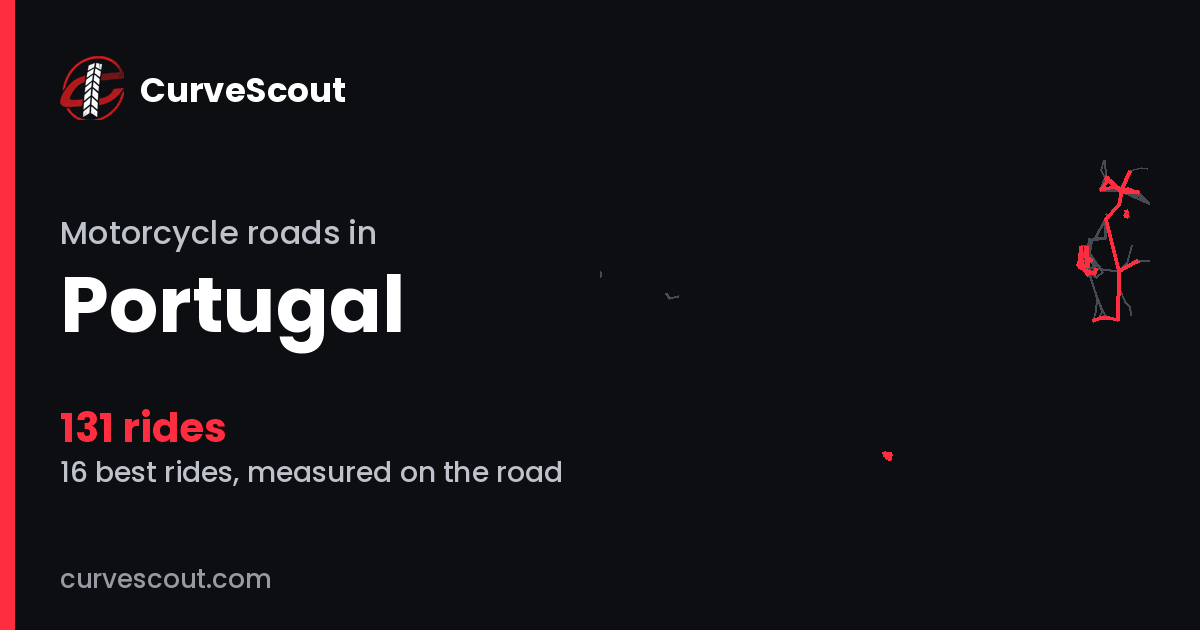 CurveScout
Motorcycle roads in
Portugal
131 rides
16 best rides, measured on the road
curvescout.com